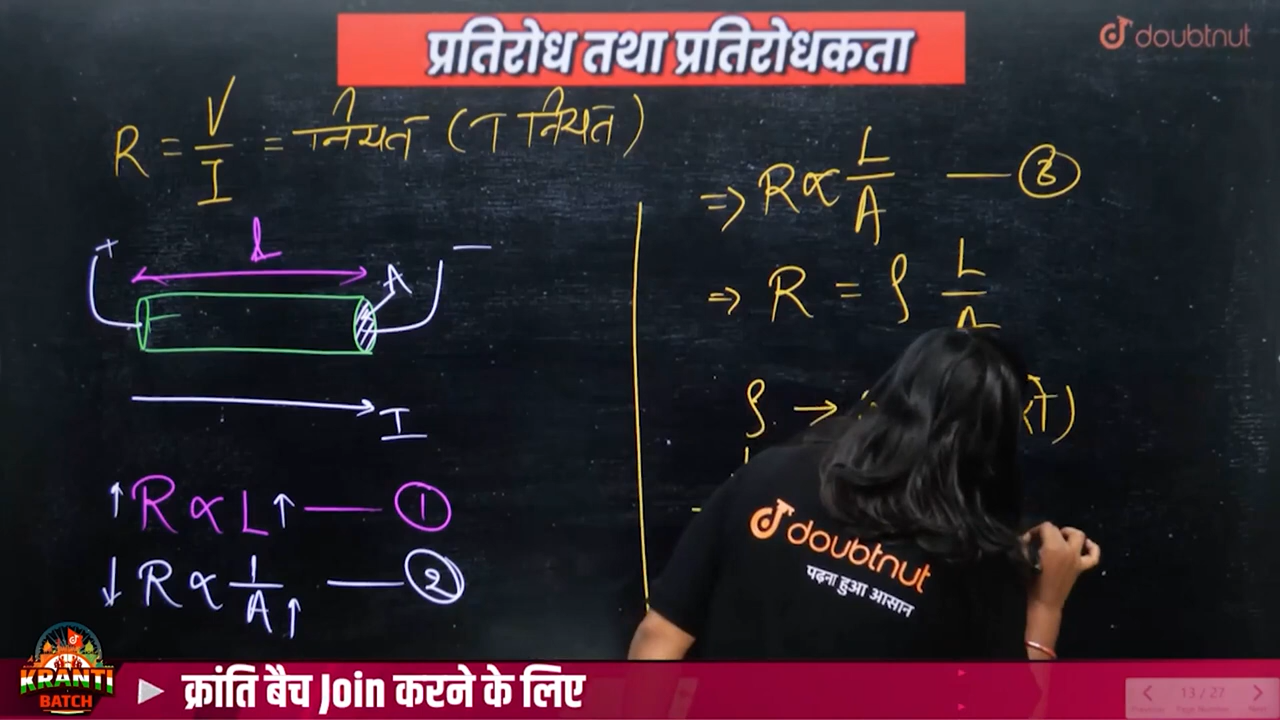 प्रतिरोध तथा प्रतिरोधकता
doubtnut
R = V/I = नियत (T नियत)
L
+
−
A
I
↑ R ∝ L ↑ — ①
↓ R ∝ 1/A ↑ — ②
⇒ R ∝ L/A — ③
⇒ R = ρ L/A
ρ →
doubtnut
पढ़ना हुआ आसान
KRANTI
BATCH
क्रांति बैच Join करने के लिए
13 / 27